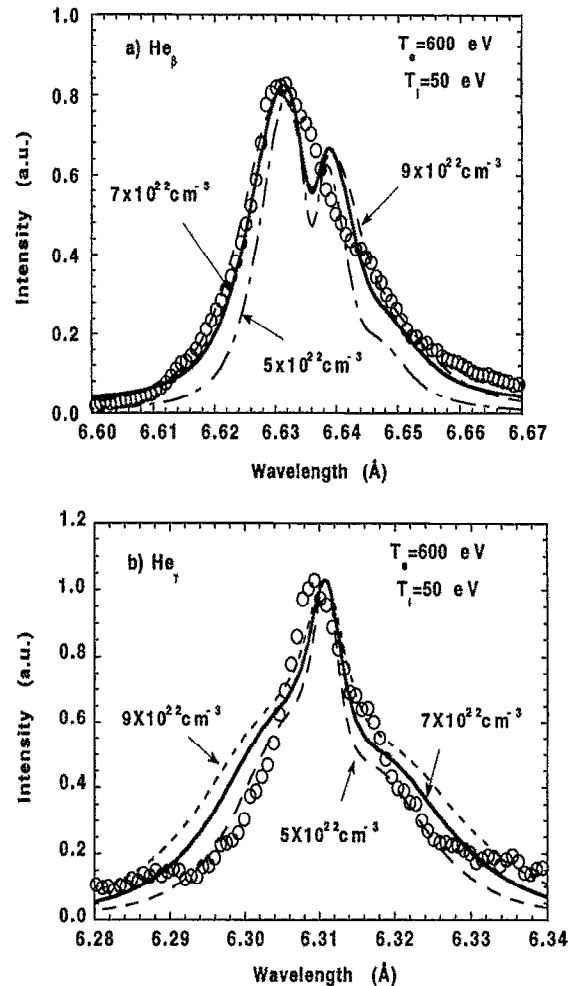 1.0
a) Heβ
Te=600 eV
Ti=50 eV
0.8
0.6
0.4
0.2
0.0
Intensity (a.u.)
7x10²²cm⁻³
9x10²²cm⁻³
5x10²²cm⁻³
6.60 6.61 6.62 6.63 6.64 6.65 6.66 6.67
Wavelength (Å)
1.2
b) Heγ
Te=600 eV
Ti=50 eV
1.0
0.8
0.6
0.4
0.2
0.0
Intensity (a.u.)
9X10²²cm⁻³
7X10²²cm⁻³
5X10²²cm⁻³
6.28 6.29 6.30 6.31 6.32 6.33 6.34
Wavelength (Å)